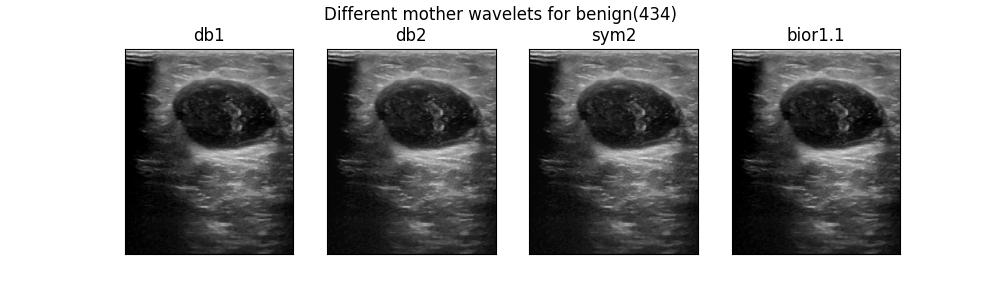 Different mother wavelets for benign(434)
db1
db2
sym2
bior1.1